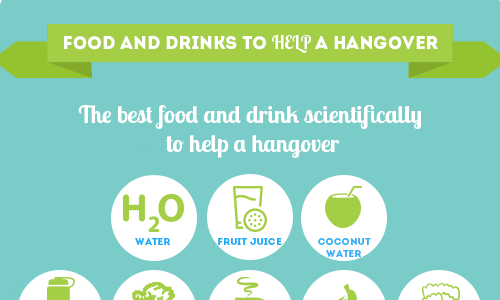 FOOD AND DRINKS TO HELP A HANGOVER
The best food and drink scientifically
to help a hangover
H2O
WATER
FRUIT JUICE
COCONUT
WATER